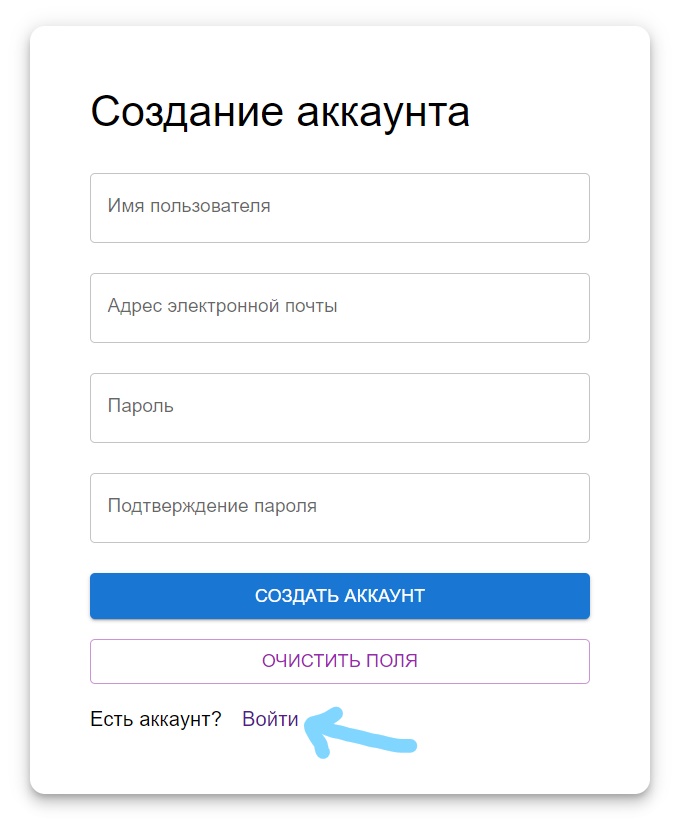 Создание аккаунта
Имя пользователя
Адрес электронной почты
Пароль
Подтверждение пароля
СОЗДАТЬ АККАУНТ
ОЧИСТИТЬ ПОЛЯ
Есть аккаунт? Войти